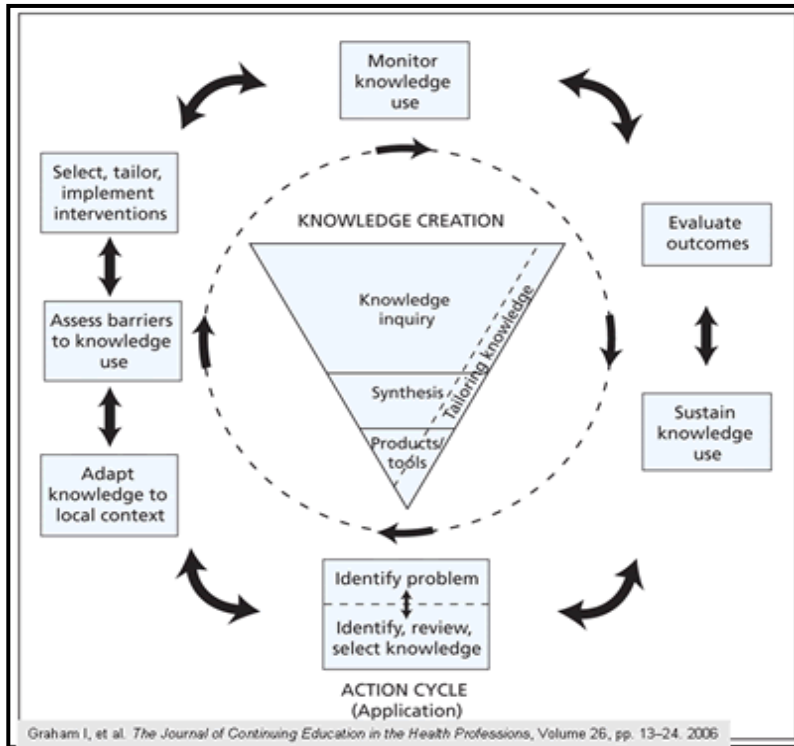 Monitor
knowledge
use
Select, tailor,
implement
interventions
KNOWLEDGE CREATION
Evaluate
outcomes
Knowledge
inquiry
Tailoring knowledge
Assess barriers
to knowledge
use
Synthesis
Products/
tools
Sustain
knowledge
use
Adapt
knowledge to
local context
Identify problem
Identify, review,
select knowledge
ACTION CYCLE
(Application)
Graham I, et al. The Journal of Continuing Education in the Health Professions, Volume 26, pp. 13–24. 2006